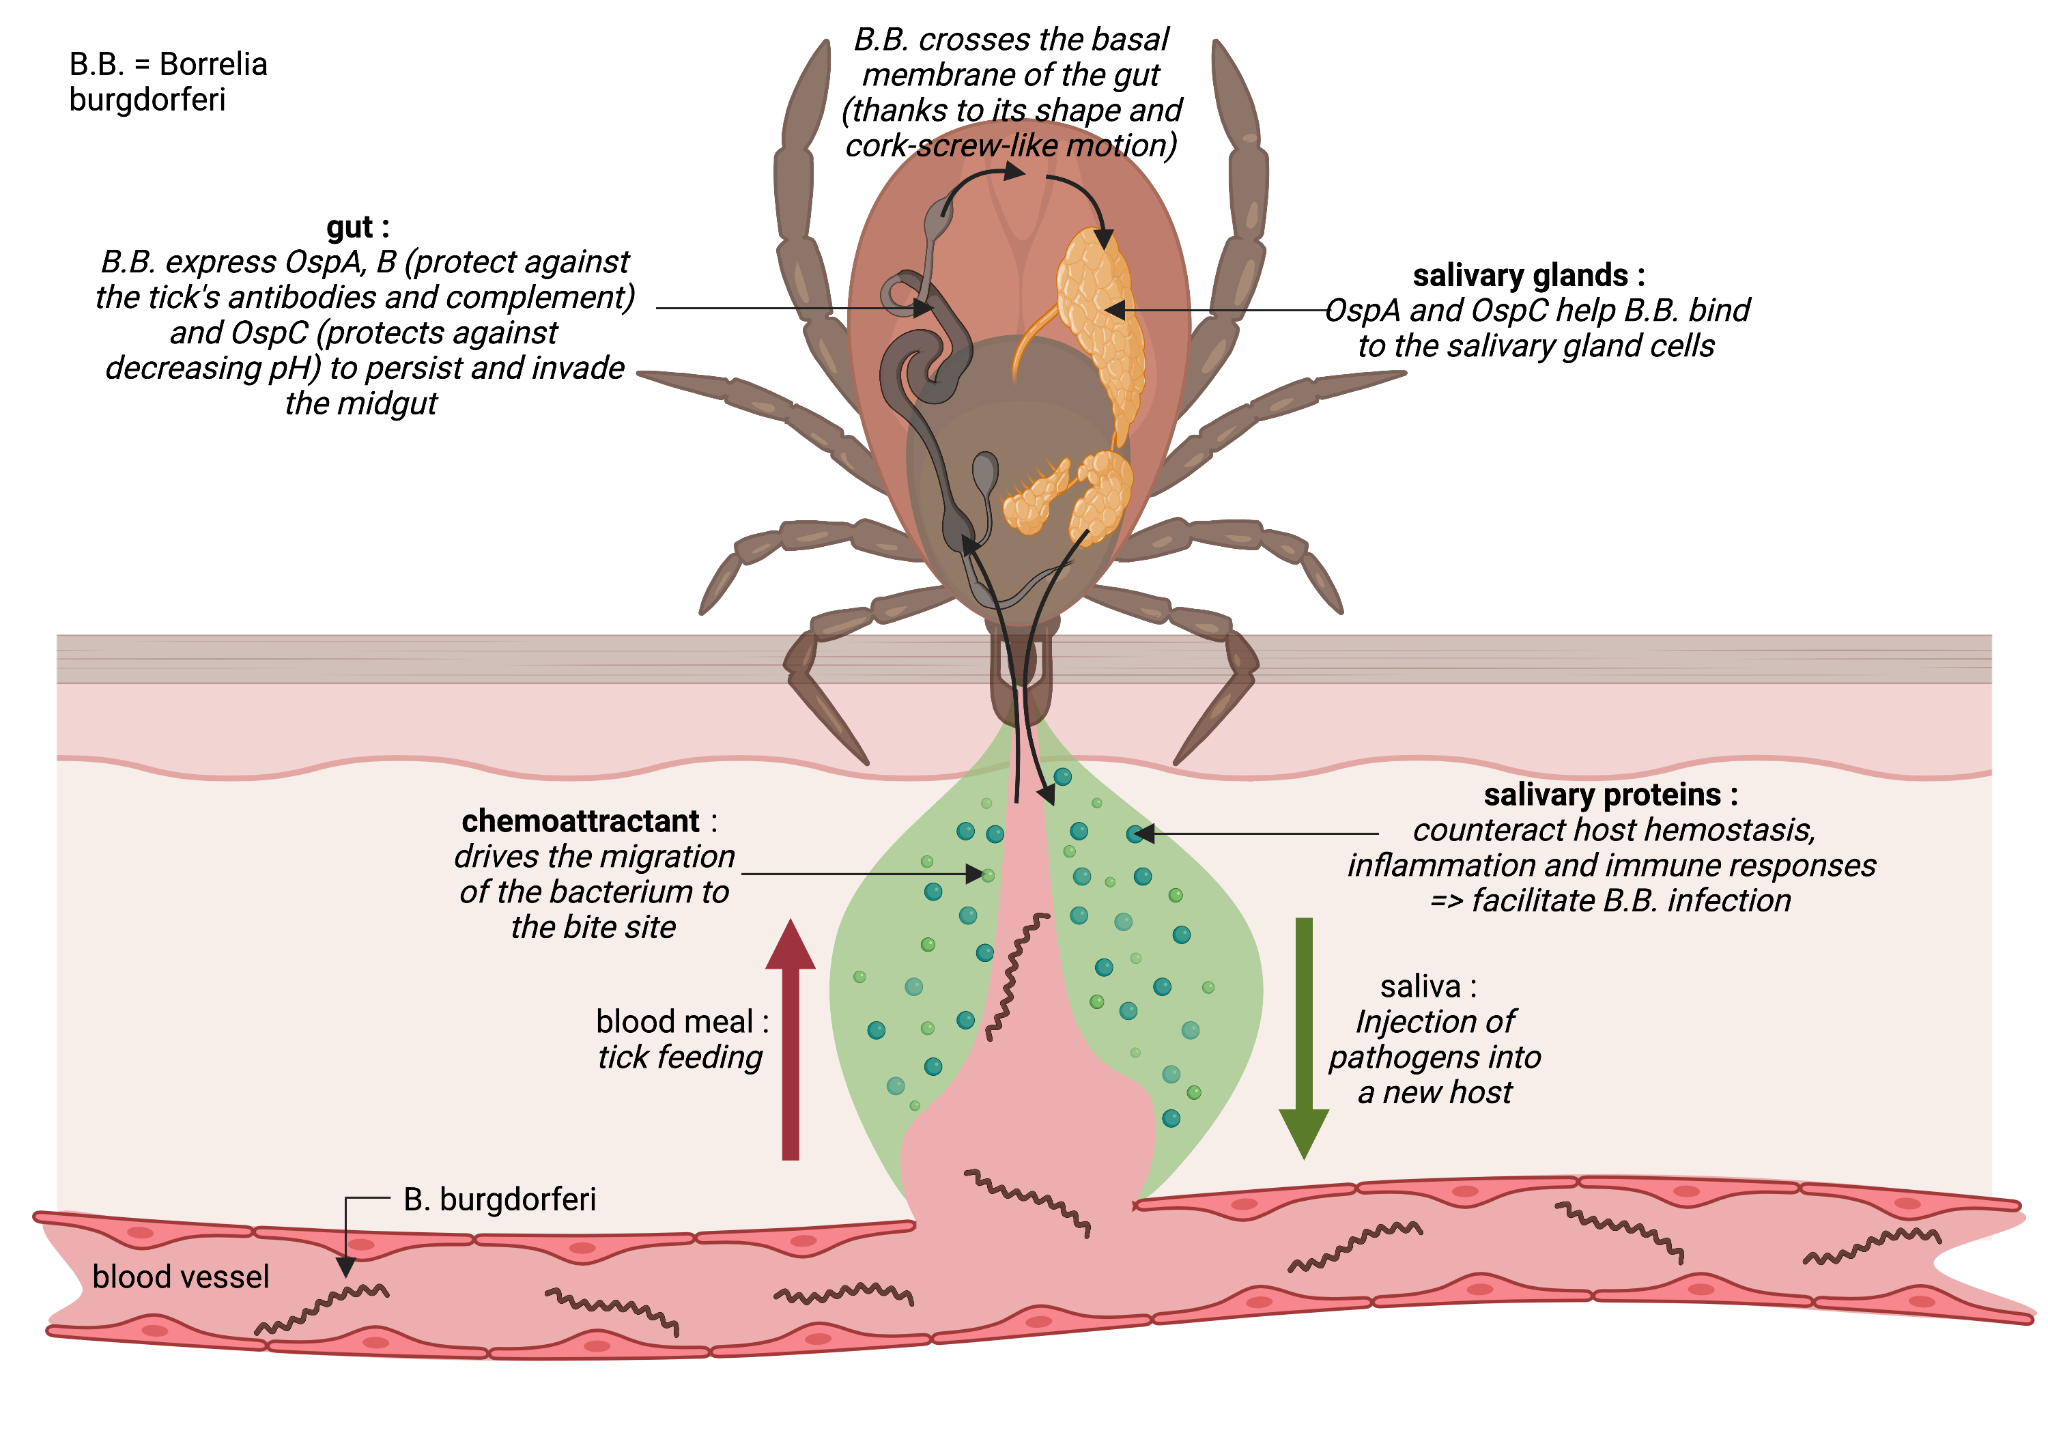 B.B. = Borrelia
burgdorferi
B.B. crosses the basal
membrane of the gut
(thanks to its shape and
cork-screw-like motion)
gut :
B.B. express OspA, B (protect against
the tick's antibodies and complement)
and OspC (protects against
decreasing pH) to persist and invade
the midgut
salivary glands :
OspA and OspC help B.B. bind
to the salivary gland cells
chemoattractant :
drives the migration
of the bacterium to
the bite site
salivary proteins :
counteract host hemostasis,
inflammation and immune responses
=> facilitate B.B. infection
blood meal :
tick feeding
saliva :
Injection of
pathogens into
a new host
B. burgdorferi
blood vessel